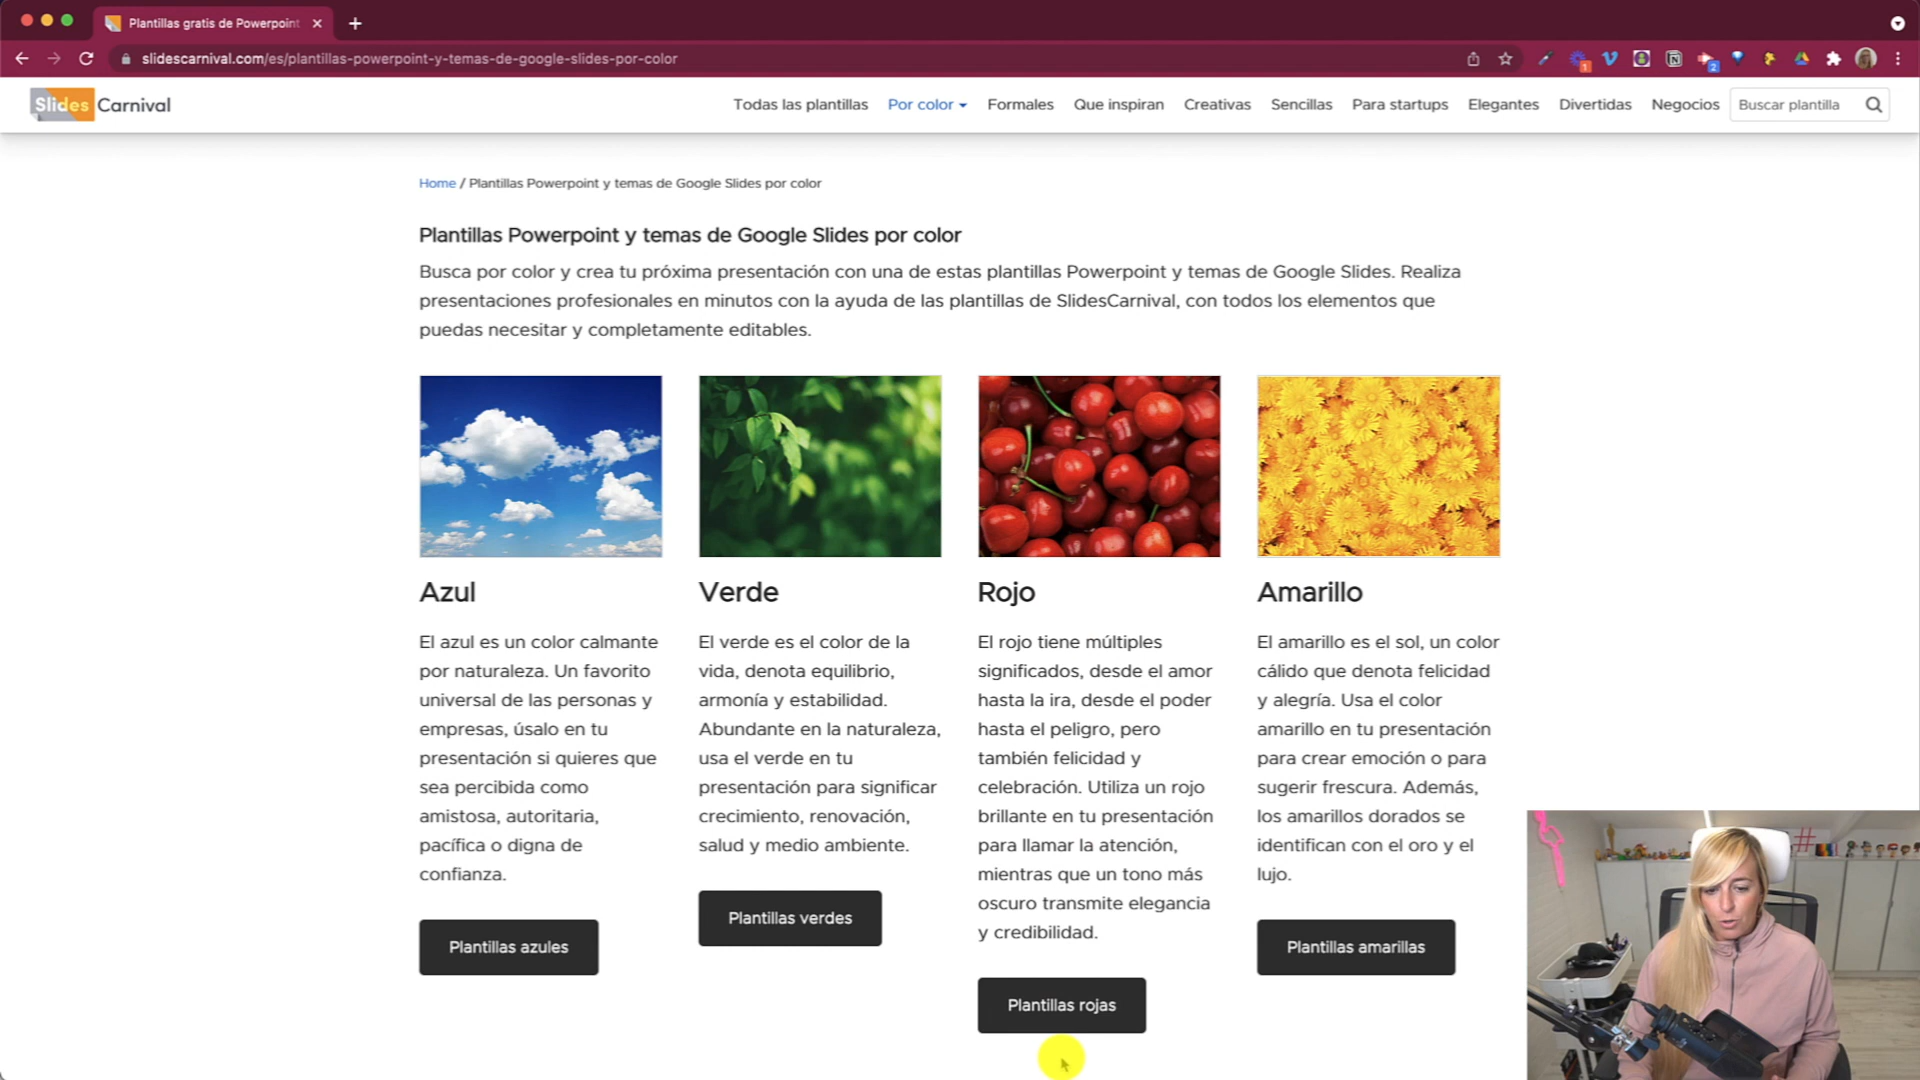 Plantillas gratis de Powerpoint
slidescarnival.com/es/plantillas-powerpoint-y-temas-de-google-slides-por-color
1
2
Slides Carnival
Todas las plantillas
Por color
Formales
Que inspiran
Creativas
Sencillas
Para startups
Elegantes
Divertidas
Negocios
Buscar plantilla
Home / Plantillas Powerpoint y temas de Google Slides por color
Plantillas Powerpoint y temas de Google Slides por color
Busca por color y crea tu próxima presentación con una de estas plantillas Powerpoint y temas de Google Slides. Realiza
presentaciones profesionales en minutos con la ayuda de las plantillas de SlidesCarnival, con todos los elementos que
puedas necesitar y completamente editables.
Azul
El azul es un color calmante
por naturaleza. Un favorito
universal de las personas y
empresas, úsalo en tu
presentación si quieres que
sea percibida como
amistosa, autoritaria,
pacífica o digna de
confianza.
Plantillas azules
Verde
El verde es el color de la
vida, denota equilibrio,
armonía y estabilidad.
Abundante en la naturaleza,
usa el verde en tu
presentación para significar
crecimiento, renovación,
salud y medio ambiente.
Plantillas verdes
Rojo
El rojo tiene múltiples
significados, desde el amor
hasta la ira, desde el poder
hasta el peligro, pero
también felicidad y
celebración. Utiliza un rojo
brillante en tu presentación
para llamar la atención,
mientras que un tono más
oscuro transmite elegancia
y credibilidad.
Plantillas rojas
Amarillo
El amarillo es el sol, un color
cálido que denota felicidad
y alegría. Usa el color
amarillo en tu presentación
para crear emoción o para
sugerir frescura. Además,
los amarillos dorados se
identifican con el oro y el
lujo.
Plantillas amarillas
#